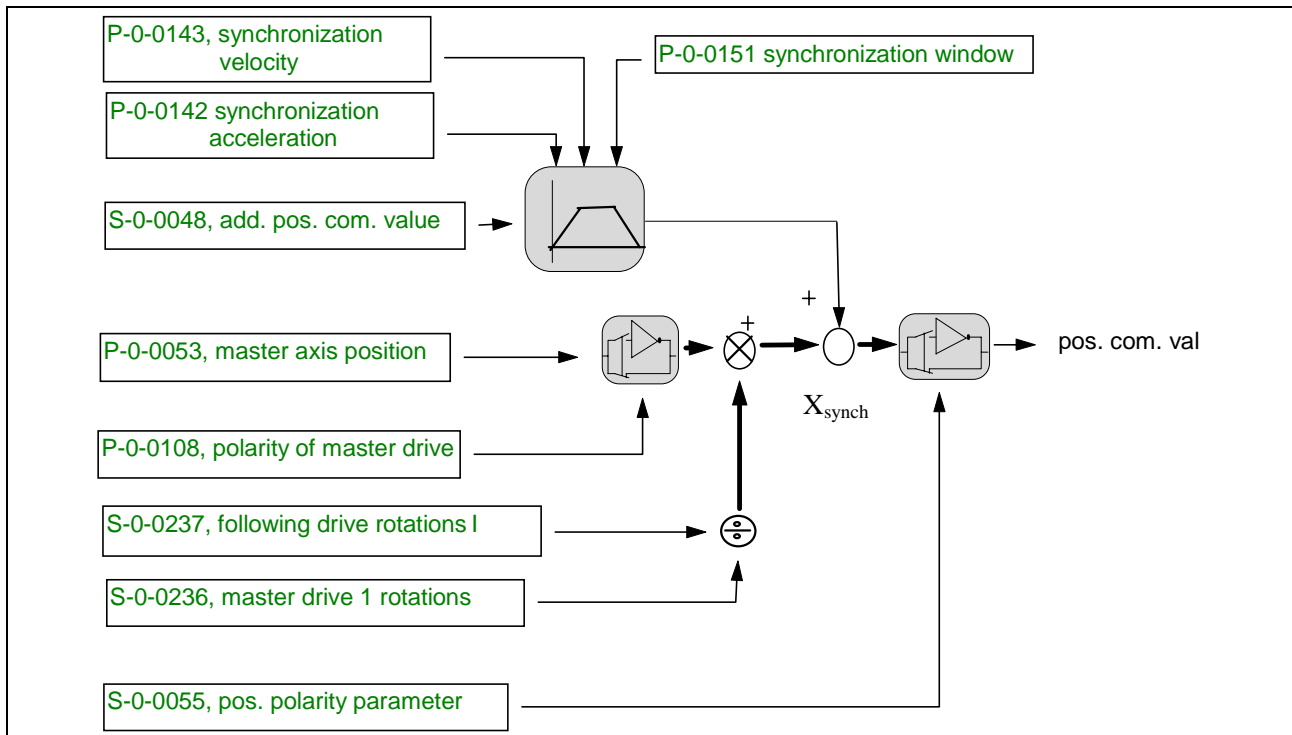 P-0-0143, synchronization
velocity
P-0-0151 synchronization window
P-0-0142 synchronization
acceleration
S-0-0048, add. pos. com. value
+
+
P-0-0053, master axis position
pos. com. val
Xsynch
P-0-0108, polarity of master drive
S-0-0237, following drive rotations I
S-0-0236, master drive 1 rotations
S-0-0055, pos. polarity parameter